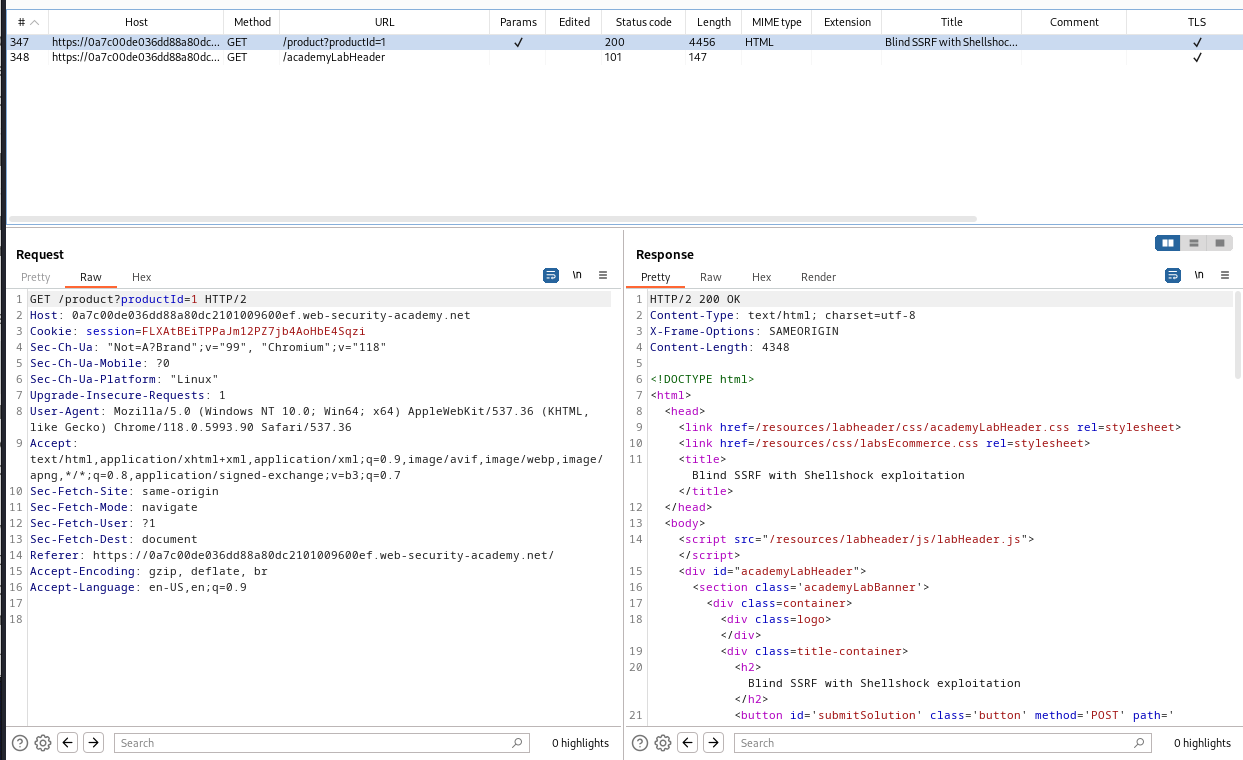 # Host Method URL Params Edited Status code Length MIME type Extension Title Comment TLS
347 https://0a7c00de036dd88a80dc... GET /product?productId=1 ✓ 200 4456 HTML Blind SSRF with Shellshoc... ✓
348 https://0a7c00de036dd88a80dc... GET /academyLabHeader 101 147 ✓
Request
Pretty Raw Hex
\n
1 GET /product?productId=1 HTTP/2
2 Host: 0a7c00de036dd88a80dc2101009600ef.web-security-academy.net
3 Cookie: session=FLXAtBEiTPPaJm12PZ7jb4AoHbE4Sqzi
4 Sec-Ch-Ua: "Not=A?Brand";v="99", "Chromium";v="118"
5 Sec-Ch-Ua-Mobile: ?0
6 Sec-Ch-Ua-Platform: "Linux"
7 Upgrade-Insecure-Requests: 1
8 User-Agent: Mozilla/5.0 (Windows NT 10.0; Win64; x64) AppleWebKit/537.36 (KHTML,
like Gecko) Chrome/118.0.5993.90 Safari/537.36
9 Accept:
text/html,application/xhtml+xml,application/xml;q=0.9,image/avif,image/webp,image/
apng,*/*;q=0.8,application/signed-exchange;v=b3;q=0.7
10 Sec-Fetch-Site: same-origin
11 Sec-Fetch-Mode: navigate
12 Sec-Fetch-User: ?1
13 Sec-Fetch-Dest: document
14 Referer: https://0a7c00de036dd88a80dc2101009600ef.web-security-academy.net/
15 Accept-Encoding: gzip, deflate, br
16 Accept-Language: en-US,en;q=0.9
17
18
Search
0 highlights
Response
Pretty Raw Hex Render
\n
1 HTTP/2 200 OK
2 Content-Type: text/html; charset=utf-8
3 X-Frame-Options: SAMEORIGIN
4 Content-Length: 4348
5
6 <!DOCTYPE html>
7 <html>
8 <head>
9 <link href=/resources/labheader/css/academyLabHeader.css rel=stylesheet>
10 <link href=/resources/css/labsEcommerce.css rel=stylesheet>
11 <title>
Blind SSRF with Shellshock exploitation
</title>
12 </head>
13 <body>
14 <script src="/resources/labheader/js/labHeader.js">
</script>
15 <div id="academyLabHeader">
16 <section class='academyLabBanner'>
17 <div class=container>
18 <div class=logo>
</div>
19 <div class=title-container>
20 <h2>
Blind SSRF with Shellshock exploitation
</h2>
21 <button id='submitSolution' class='button' method='POST' path='
Search
0 highlights